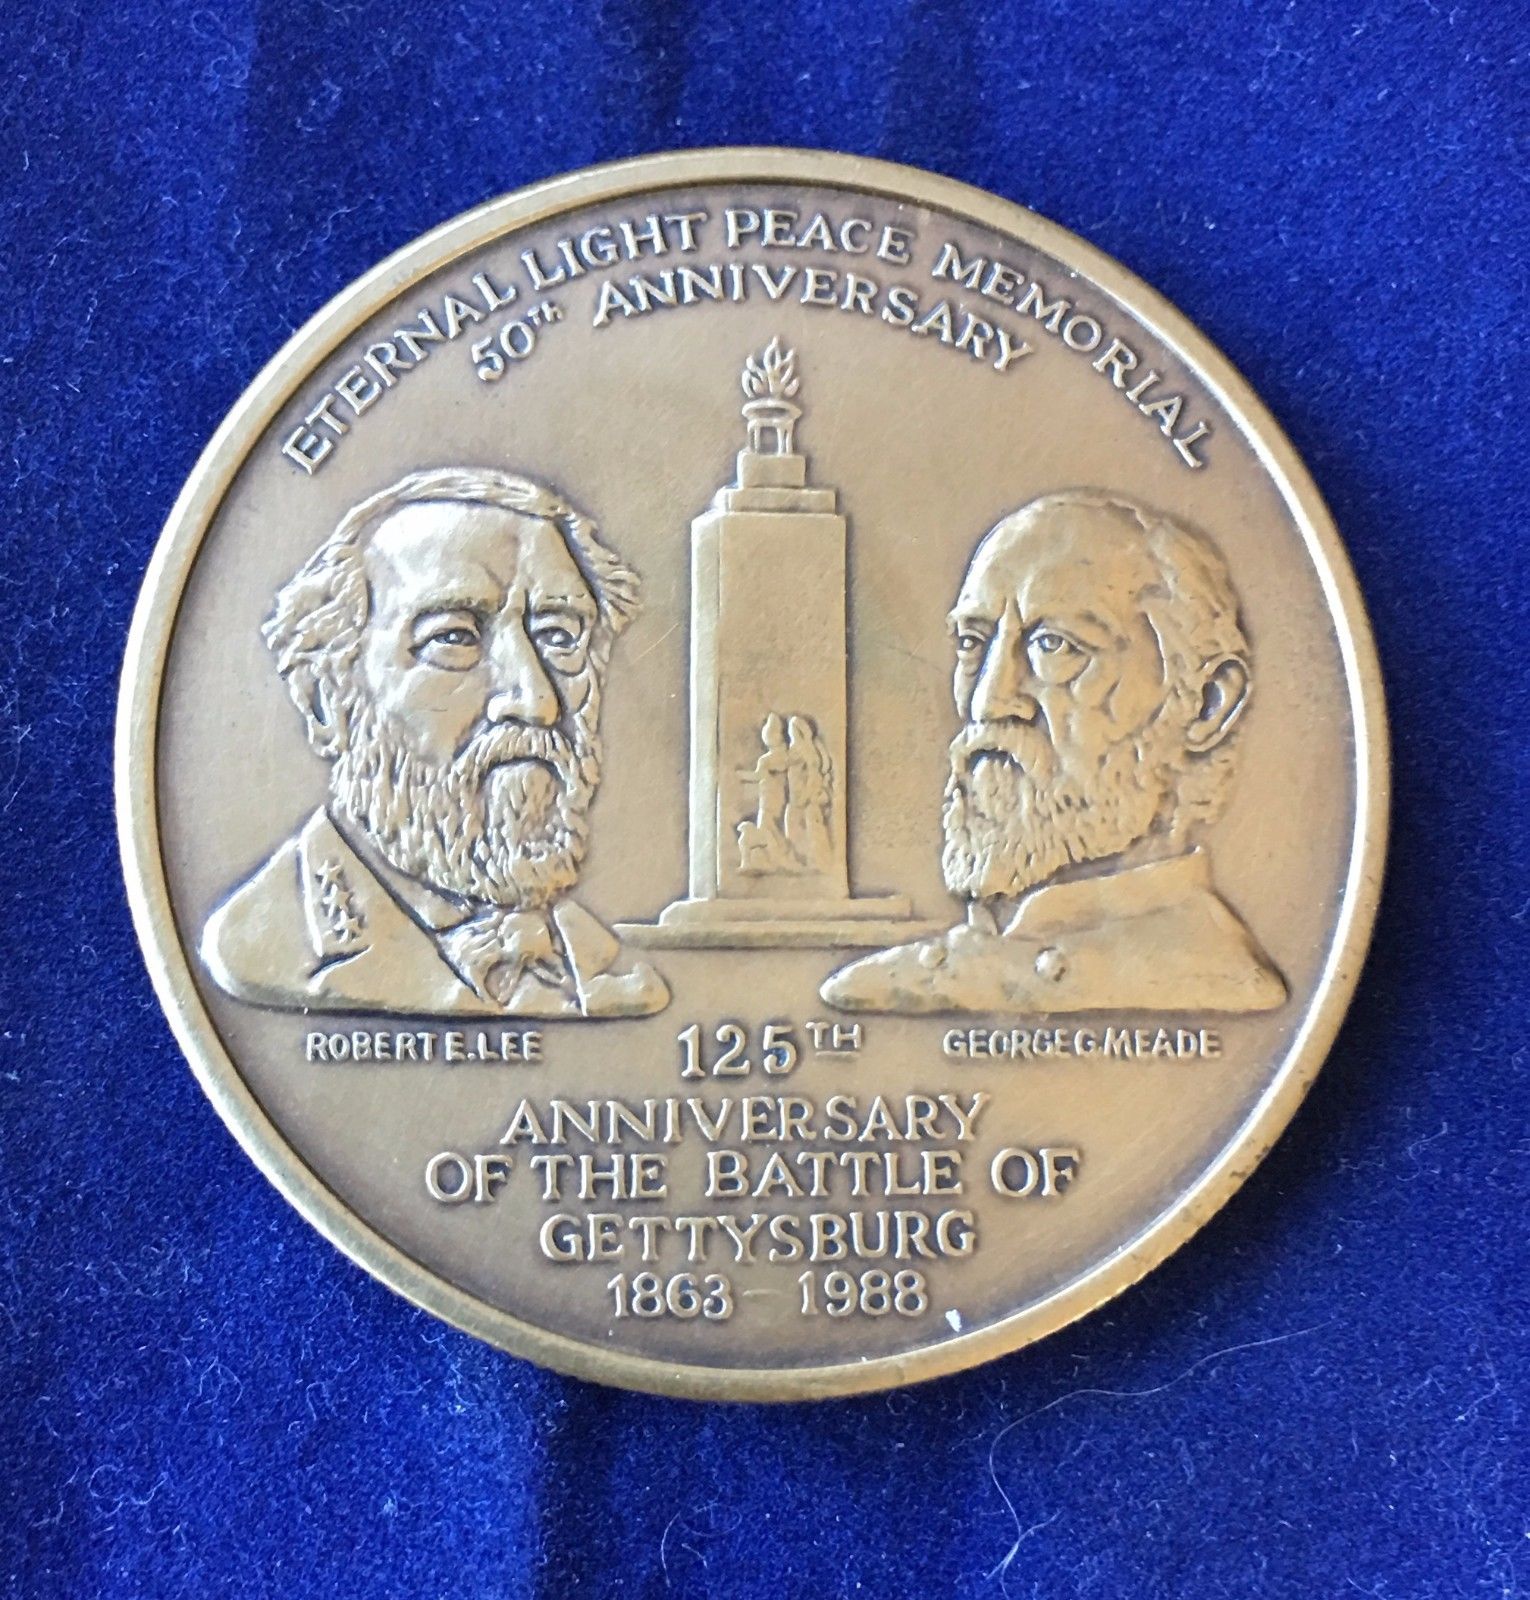 ETERNAL LIGHT PEACE MEMORIAL
50TH ANNIVERSARY
ROBERT E. LEE
GEORGE G. MEADE
125TH
ANNIVERSARY
OF THE BATTLE OF
GETTYSBURG
1863-1988